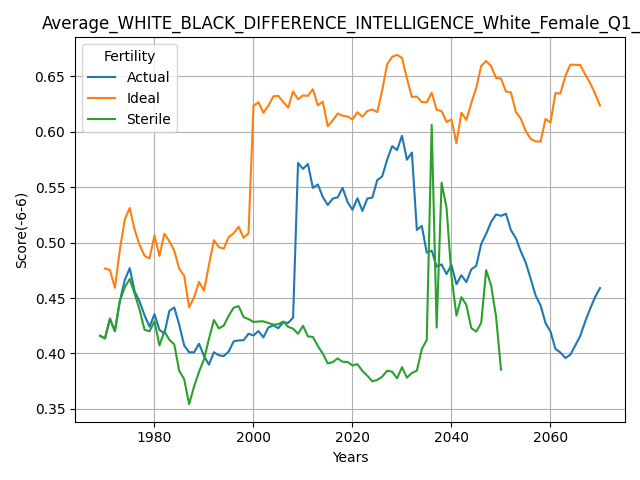 Average_WHITE_BLACK_DIFFERENCE_INTELLIGENCE_White_Female_Q1_
Fertility
Actual
Ideal
Sterile
Score(-6-6)
0.65
0.60
0.55
0.50
0.45
0.40
0.35
1980
2000
2020
2040
2060
Years